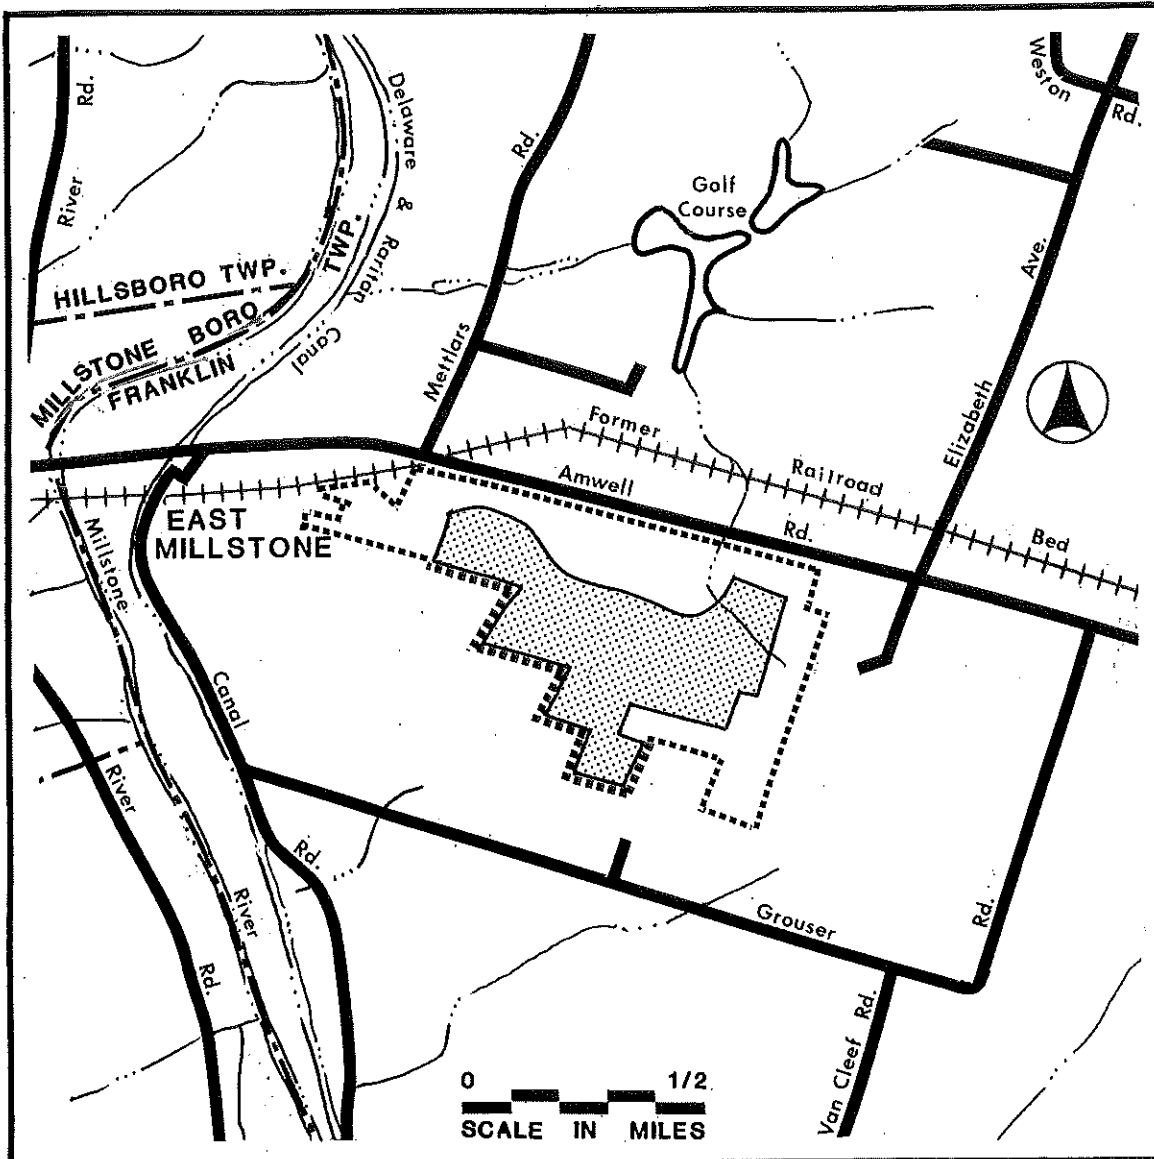 Rd.
River
Delaware
&
Raritan
Canal
Rd.
Mettlars
Weston
Rd.
Golf
Course
Ave.
Elizabeth
HILLSBORO TWP.
TWP.
MILLSTONE BORO
FRANKLIN
Former
Railroad
Bed
Amwell
Rd.
EAST
MILLSTONE
Millstone
River
Canal
Rd.
River
Rd.
Grouser
Rd.
Van Cleef Rd.
0 1/2
SCALE IN MILES